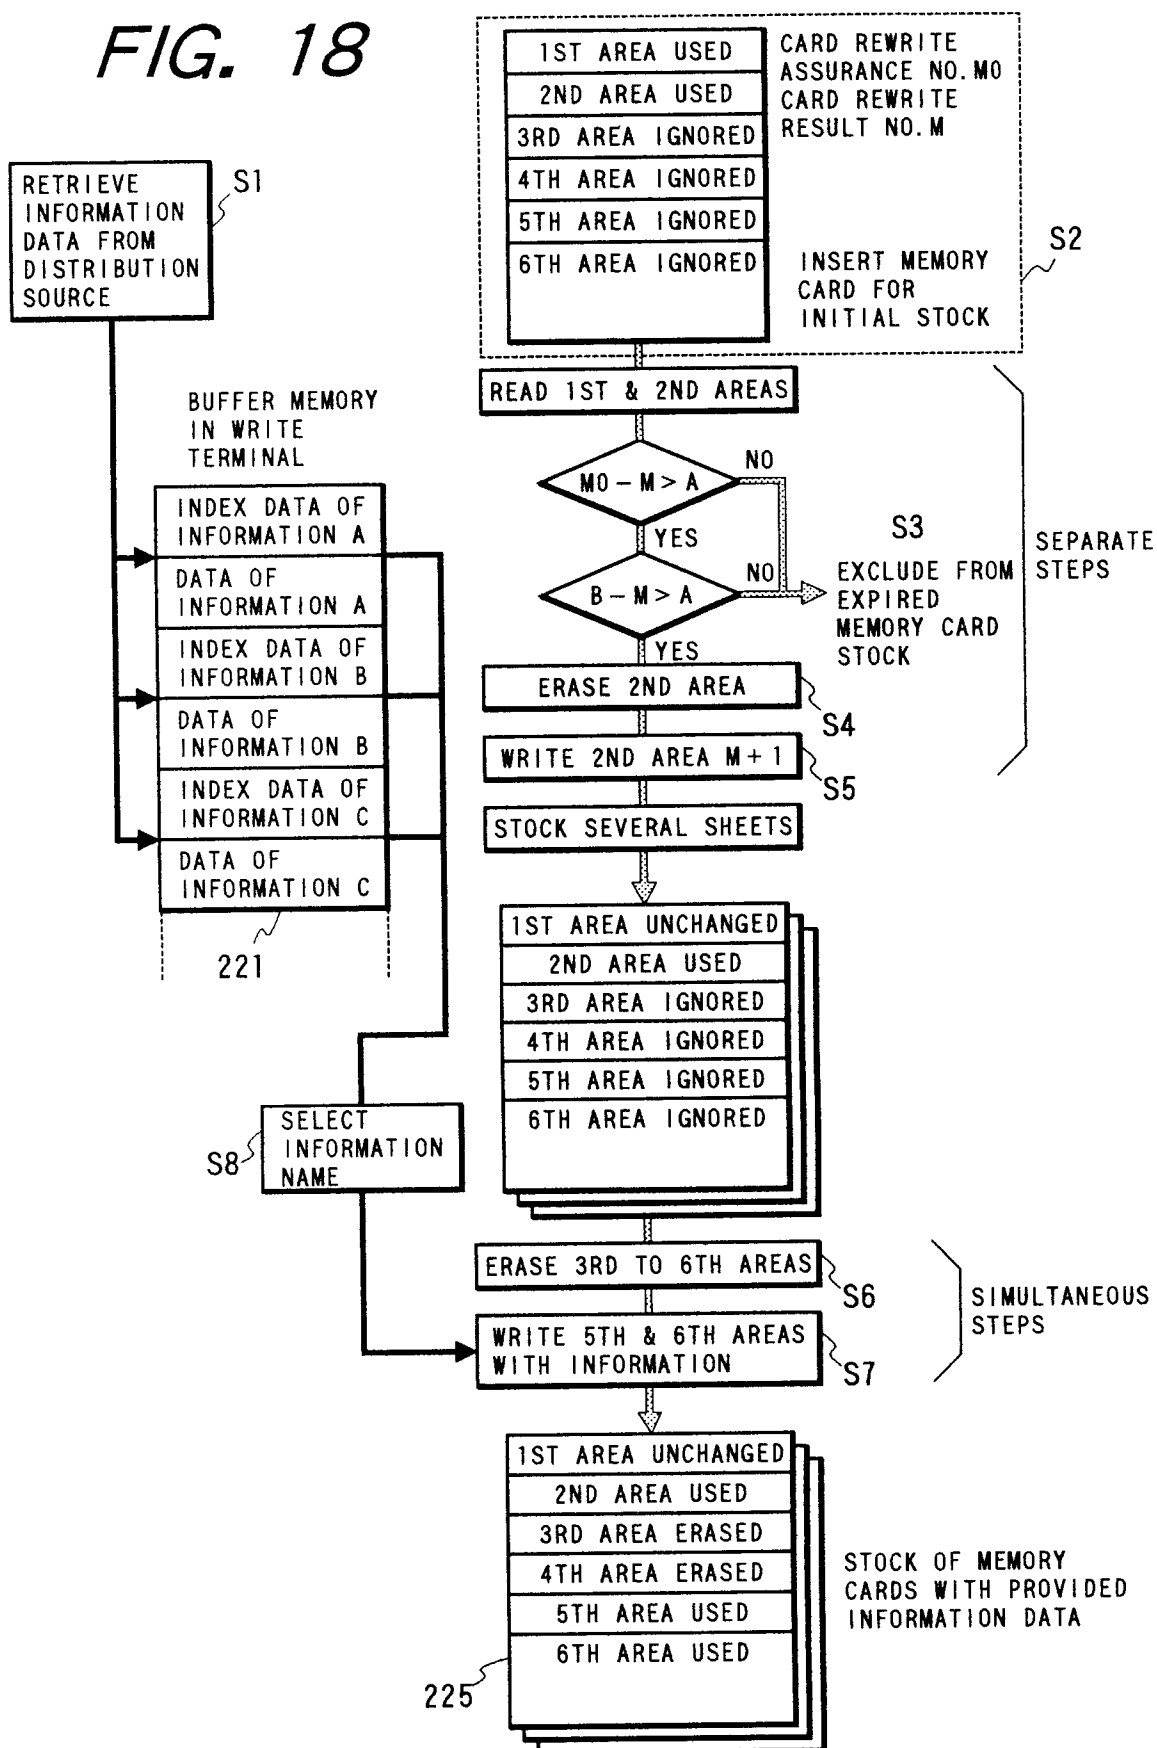 FIG. 18
1ST AREA USED
2ND AREA USED
3RD AREA IGNORED
4TH AREA IGNORED
5TH AREA IGNORED
6TH AREA IGNORED
CARD REWRITE
ASSURANCE NO.M0
CARD REWRITE
RESULT NO.M
INSERT MEMORY
CARD FOR
INITIAL STOCK
S2
RETRIEVE
INFORMATION
DATA FROM
DISTRIBUTION
SOURCE
S1
READ 1ST & 2ND AREAS
BUFFER MEMORY
IN WRITE
TERMINAL
INDEX DATA OF
INFORMATION A
DATA OF
INFORMATION A
INDEX DATA OF
INFORMATION B
DATA OF
INFORMATION B
INDEX DATA OF
INFORMATION C
DATA OF
INFORMATION C
221
M0 - M > A
NO
YES
B - M > A
NO
YES
S3
EXCLUDE FROM
EXPIRED
MEMORY CARD
STOCK
SEPARATE
STEPS
ERASE 2ND AREA
S4
WRITE 2ND AREA M + 1
S5
STOCK SEVERAL SHEETS
1ST AREA UNCHANGED
2ND AREA USED
3RD AREA IGNORED
4TH AREA IGNORED
5TH AREA IGNORED
6TH AREA IGNORED
SELECT
INFORMATION
NAME
S8
ERASE 3RD TO 6TH AREAS
S6
WRITE 5TH & 6TH AREAS
WITH INFORMATION
S7
SIMULTANEOUS
STEPS
1ST AREA UNCHANGED
2ND AREA USED
3RD AREA ERASED
4TH AREA ERASED
5TH AREA USED
6TH AREA USED
225
STOCK OF MEMORY
CARDS WITH PROVIDED
INFORMATION DATA